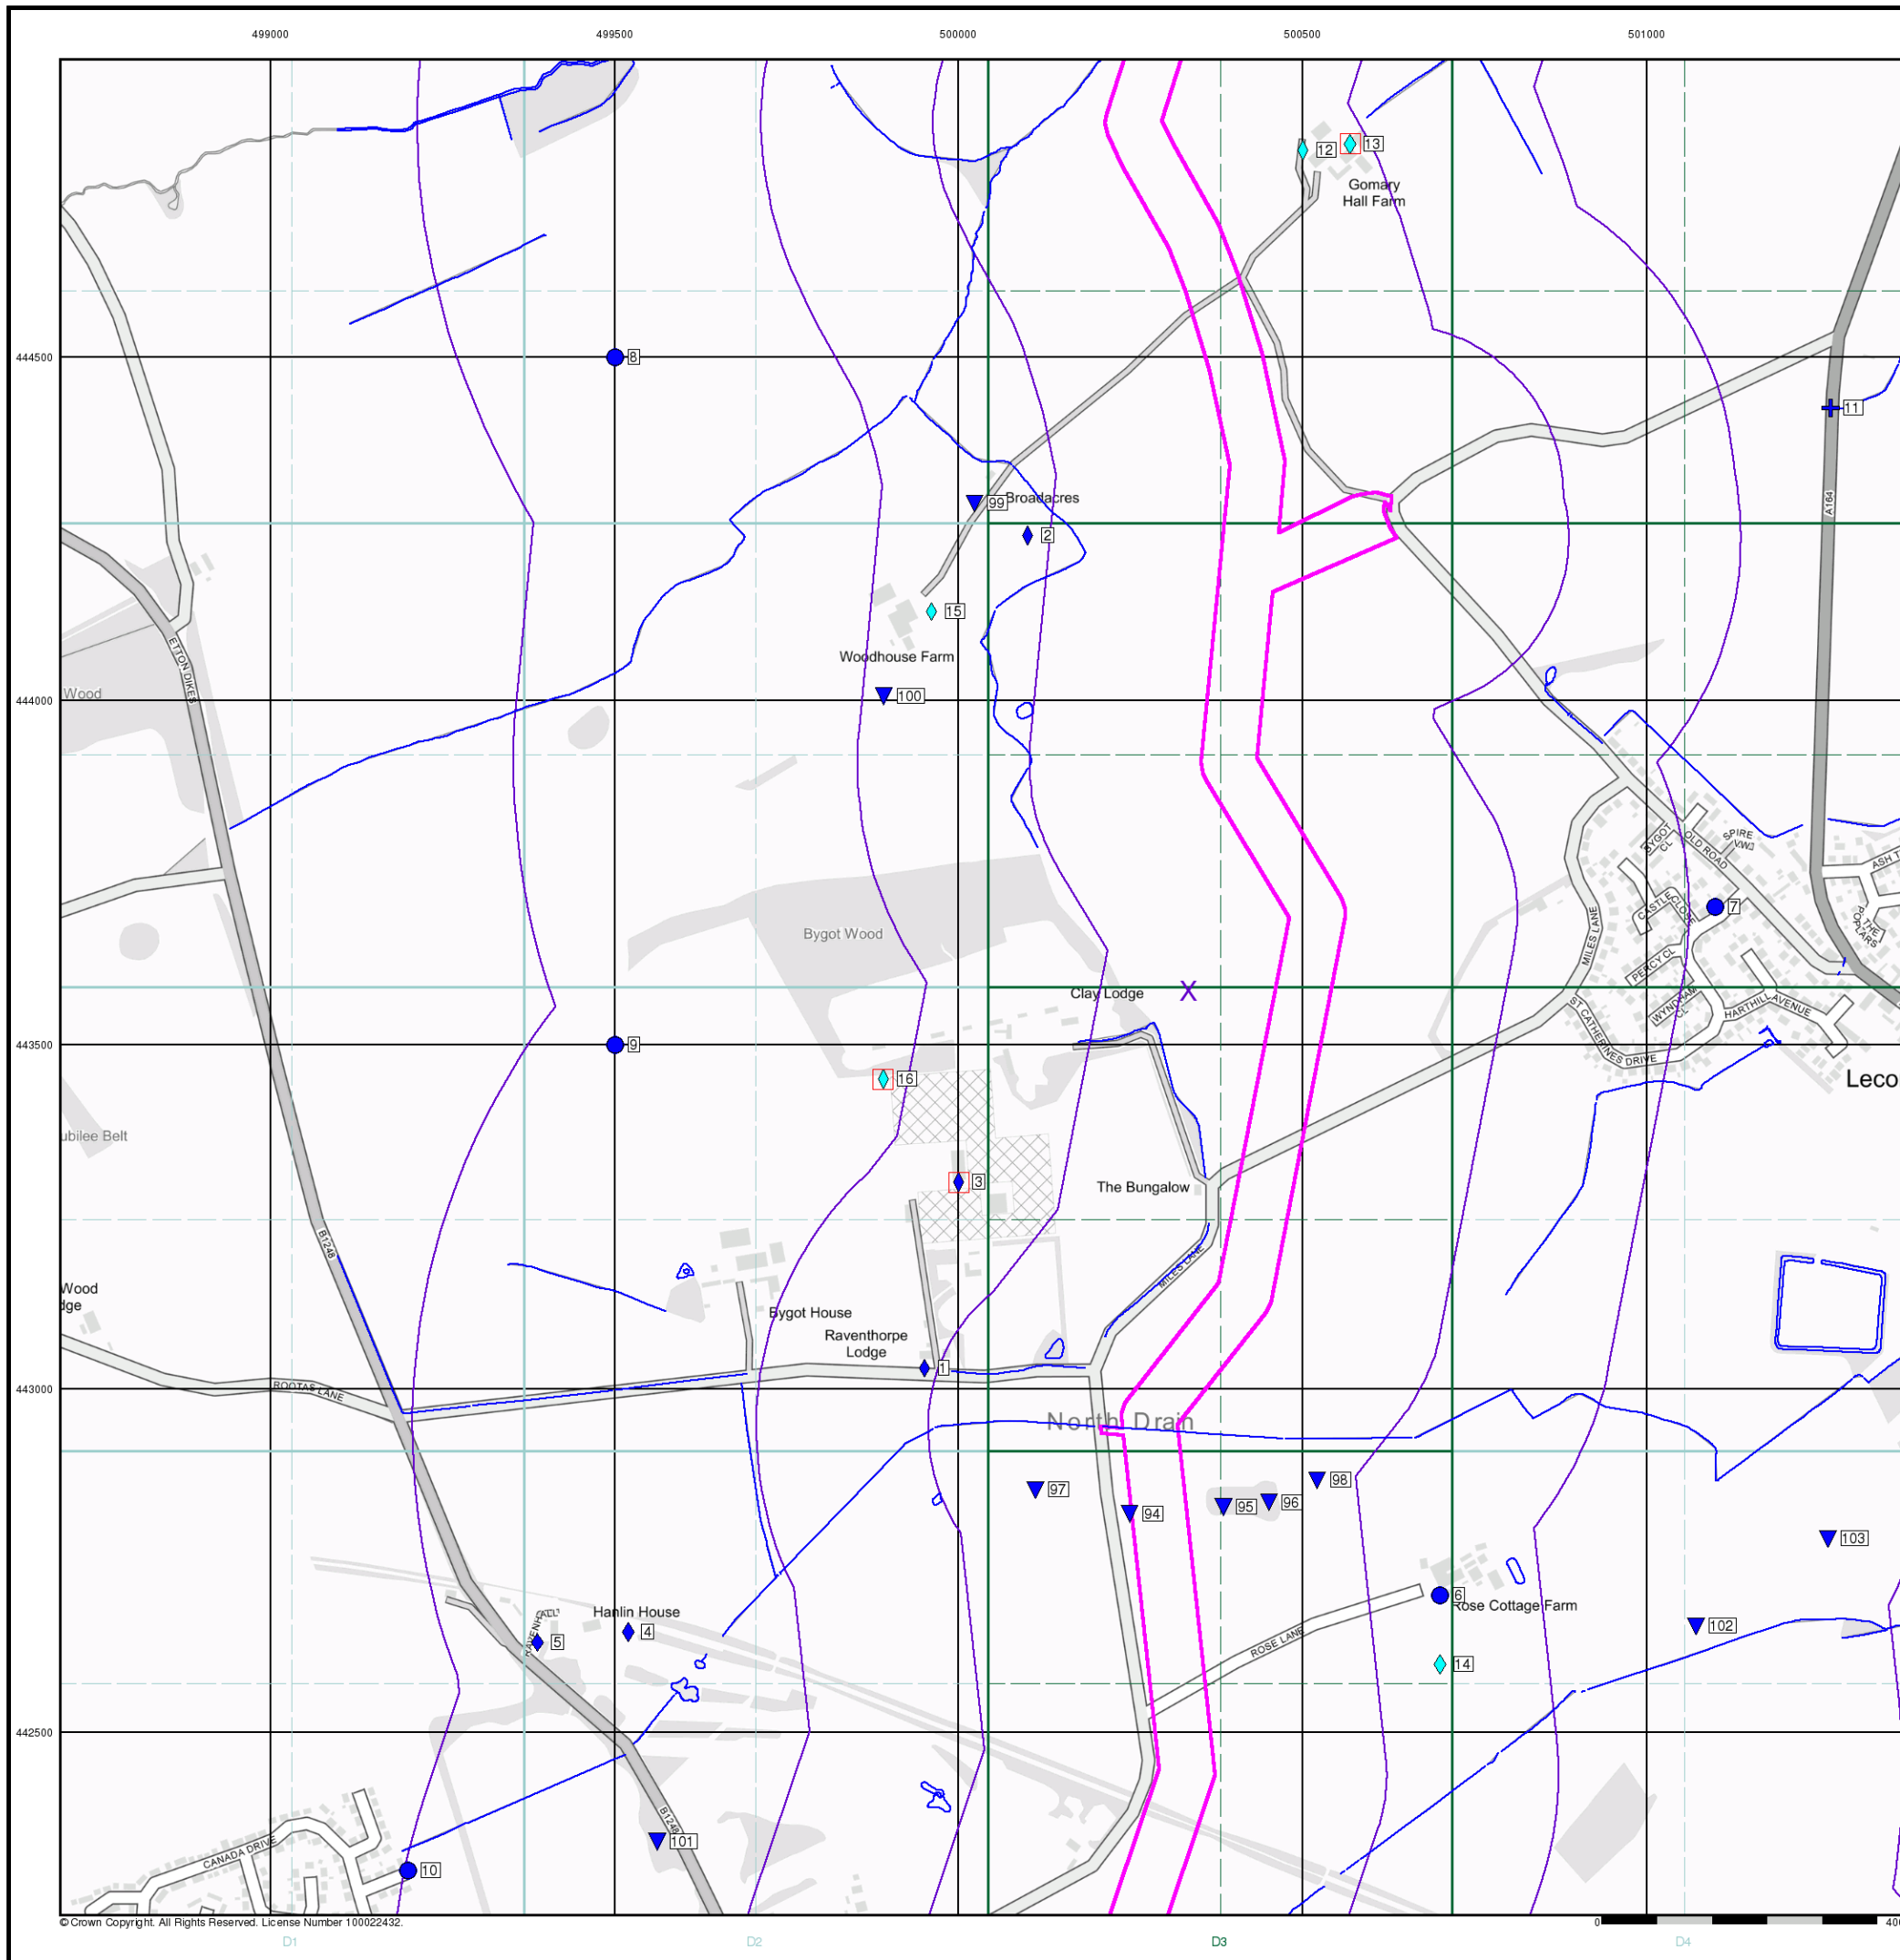 499000
499500
500000
500500
501000
12
13
Gomary
Hall Farm
444500
8
11
A164
99
Broadacres
2
15
Woodhouse Farm
ETTON DIKES
Wood
444000
100
BYGOT
CL
OLD ROAD
SPIRE
VW
ASH T
CASTLE
CLOSE
7
THE
POPLARS
Bygot Wood
MILES LANE
PERCY CL
Clay Lodge
X
WYNDHAM
CL
HARTHILL AVENUE
ST CATHERINES DRIVE
443500
9
16
Leco
ubilee Belt
3
The Bungalow
B1248
MILES LANE
Wood
dge
Bygot House
Raventhorpe
Lodge
1
443000
ROOTAS LANE
North Drain
97
98
94
95
96
103
6
Rose Cottage Farm
Hanlin House
4
5
102
ROSE LANE
14
442500
B1248
101
CANADA DRIVE
10
© Crown Copyright. All Rights Reserved. License Number 100022432.
0
400
D1
D2
D3
D4